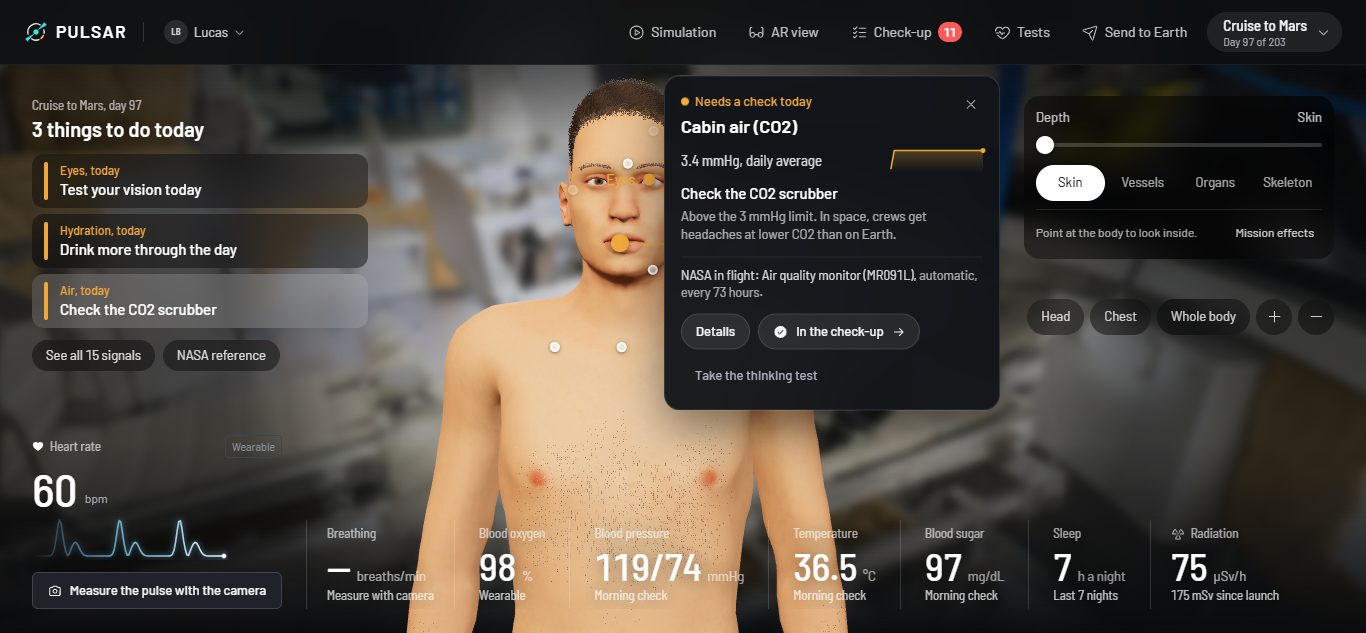 PULSAR
LB Lucas
Simulation
AR view
Check-up 11
Tests
Send to Earth
Cruise to Mars
Day 97 of 203
Cruise to Mars, day 97
3 things to do today
Eyes, today
Test your vision today
Hydration, today
Drink more through the day
Air, today
Check the CO2 scrubber
See all 15 signals
NASA reference
Eyes
Needs a check today
Cabin air (CO2)
3.4 mmHg, daily average
Check the CO2 scrubber
Above the 3 mmHg limit. In space, crews get
headaches at lower CO2 than on Earth.
NASA in flight: Air quality monitor (MR091L), automatic,
every 73 hours.
Details
In the check-up
Take the thinking test
Depth
Skin
Skin
Vessels
Organs
Skeleton
Point at the body to look inside.
Mission effects
Head
Chest
Whole body
Heart rate
Wearable
60 bpm
Measure the pulse with the camera
Breathing
— breaths/min
Measure with camera
Blood oxygen
98 %
Wearable
Blood pressure
119/74 mmHg
Morning check
Temperature
36.5 °C
Morning check
Blood sugar
97 mg/dL
Morning check
Sleep
7 h a night
Last 7 nights
Radiation
75 µSv/h
175 mSv since launch